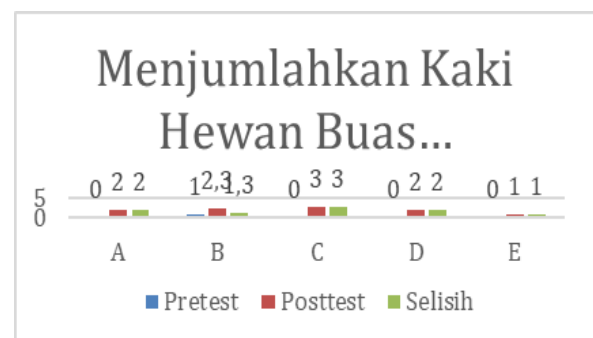 Menjumlahkan Kaki
Hewan Buas...
0 2 2 1 2,3 1,3 0 3 3 0 2 2 0 1 1
5
0
A B C D E
Pretest Posttest Selisih